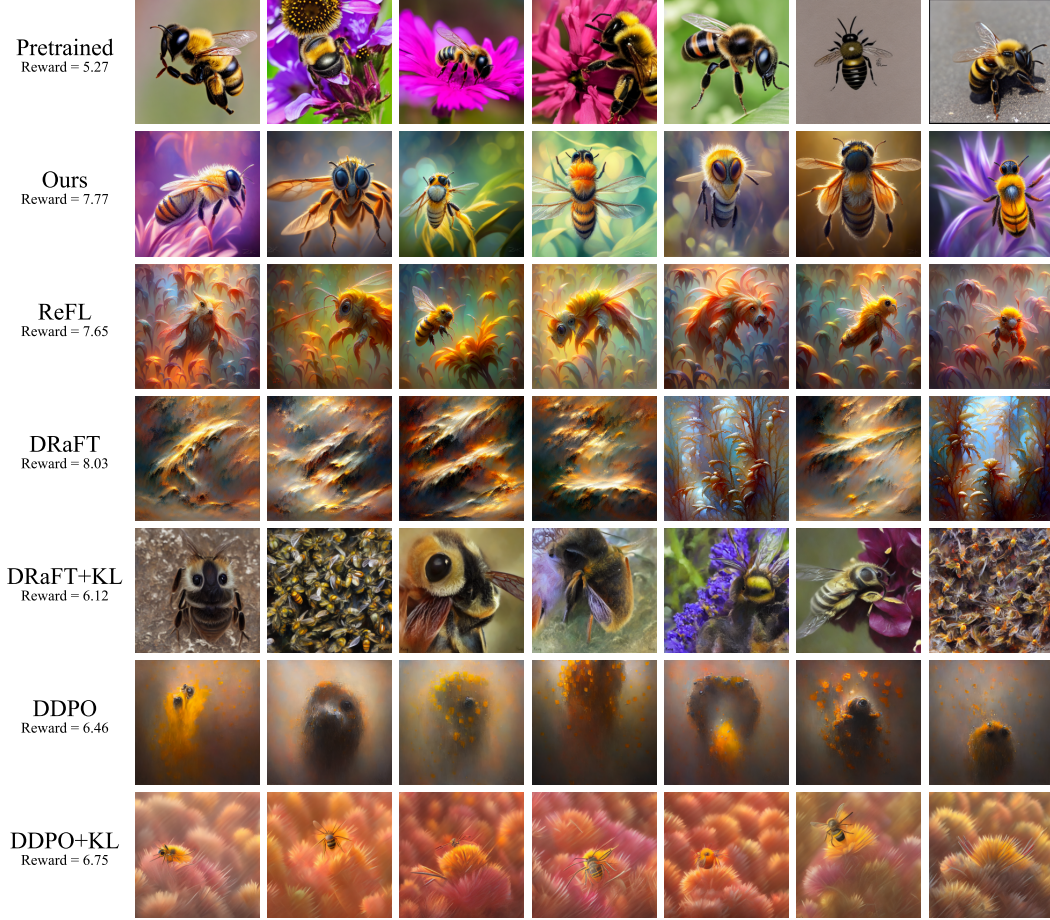 Pretrained
Reward = 5.27
Ours
Reward = 7.77
ReFL
Reward = 7.65
DRaFT
Reward = 8.03
DRaFT+KL
Reward = 6.12
DDPO
Reward = 6.46
DDPO+KL
Reward = 6.75